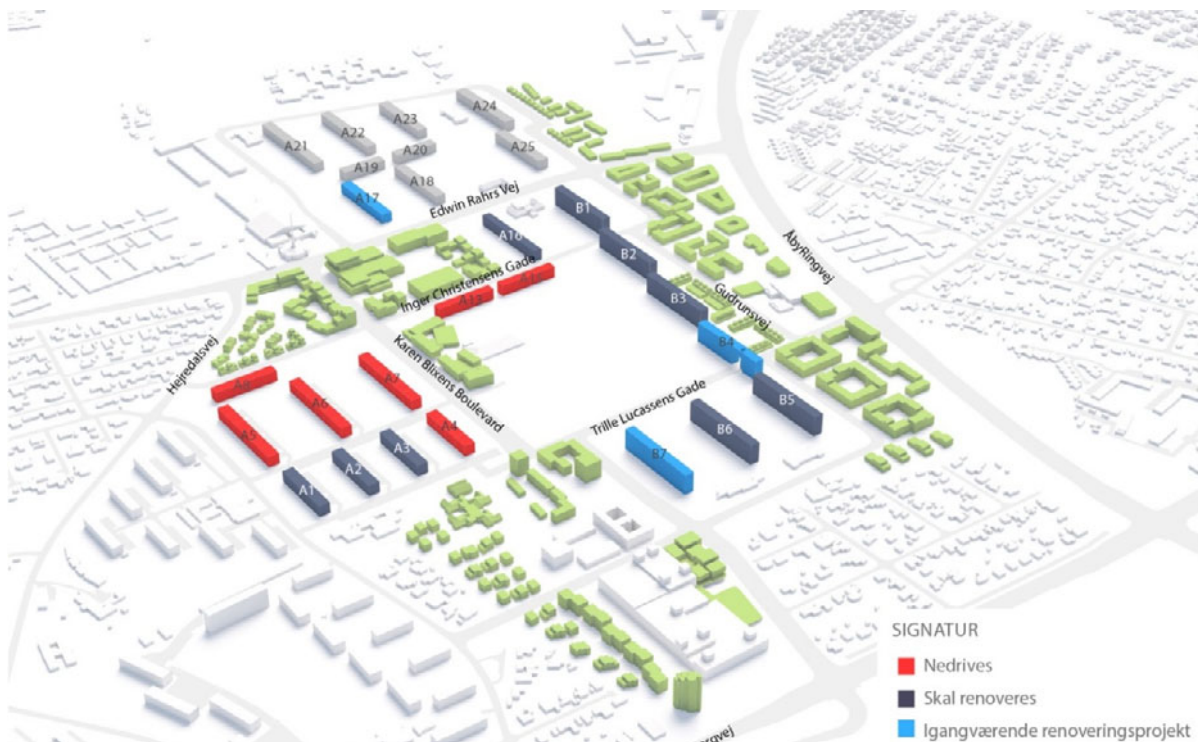 A24
A23
A22
A21
A20
A25
A19
A18
A17
Edwin Rahrs Vej
B1
A16
B2
ÅbyRingvej
Inger Christensens Gade
A13
B3
Gudrunsvej
B4
Hejredalsvej
Karen Blixens Boulevard
A7
A6
B5
Trille Lucassens Gade
B6
A5
A4
A3
B7
A2
A1
SIGNATUR
Nedrives
Skal renoveres
Igangværende renoveringsprojekt